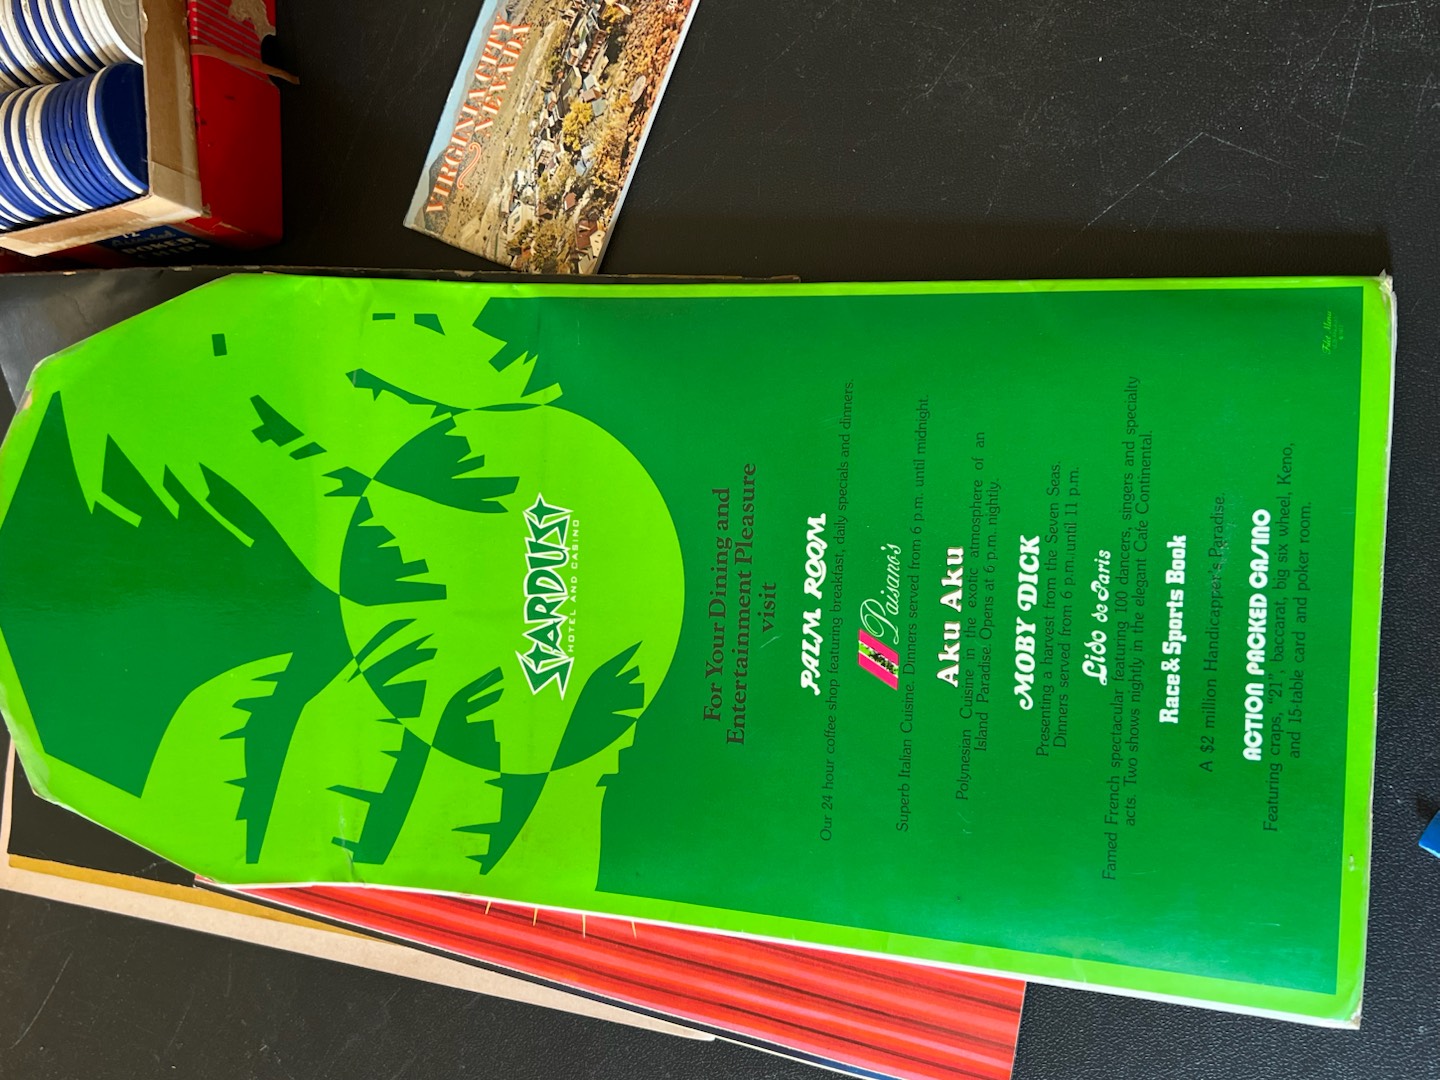 STARDUST
HOTEL AND CASINO
For Your Dining and
Entertainment Pleasure
visit
PALM ROOM
Our 24 hour coffee shop featuring breakfast, daily specials and dinners.
Paisano's
Superb Italian Cuisine. Dinners served from 6 p.m. until midnight.
Aku Aku
Polynesian Cuisine in the exotic atmosphere of an
Island Paradise. Opens at 6 p.m. nightly.
MOBY DICK
Presenting a harvest from the Seven Seas.
Dinners served from 6 p.m. until 11 p.m.
Lido de Paris
Famed French spectacular featuring 100 dancers, singers and specialty
acts. Two shows nightly in the elegant Cafe Continental.
Race & Sports Book
A $2 million Handicapper's Paradise.
ACTION PACKED CASINO
Featuring craps, "21", baccarat, big six wheel, Keno,
and 15-table card and poker room.
VIRGINIA CITY
NEVADA
POKER
CHIPS